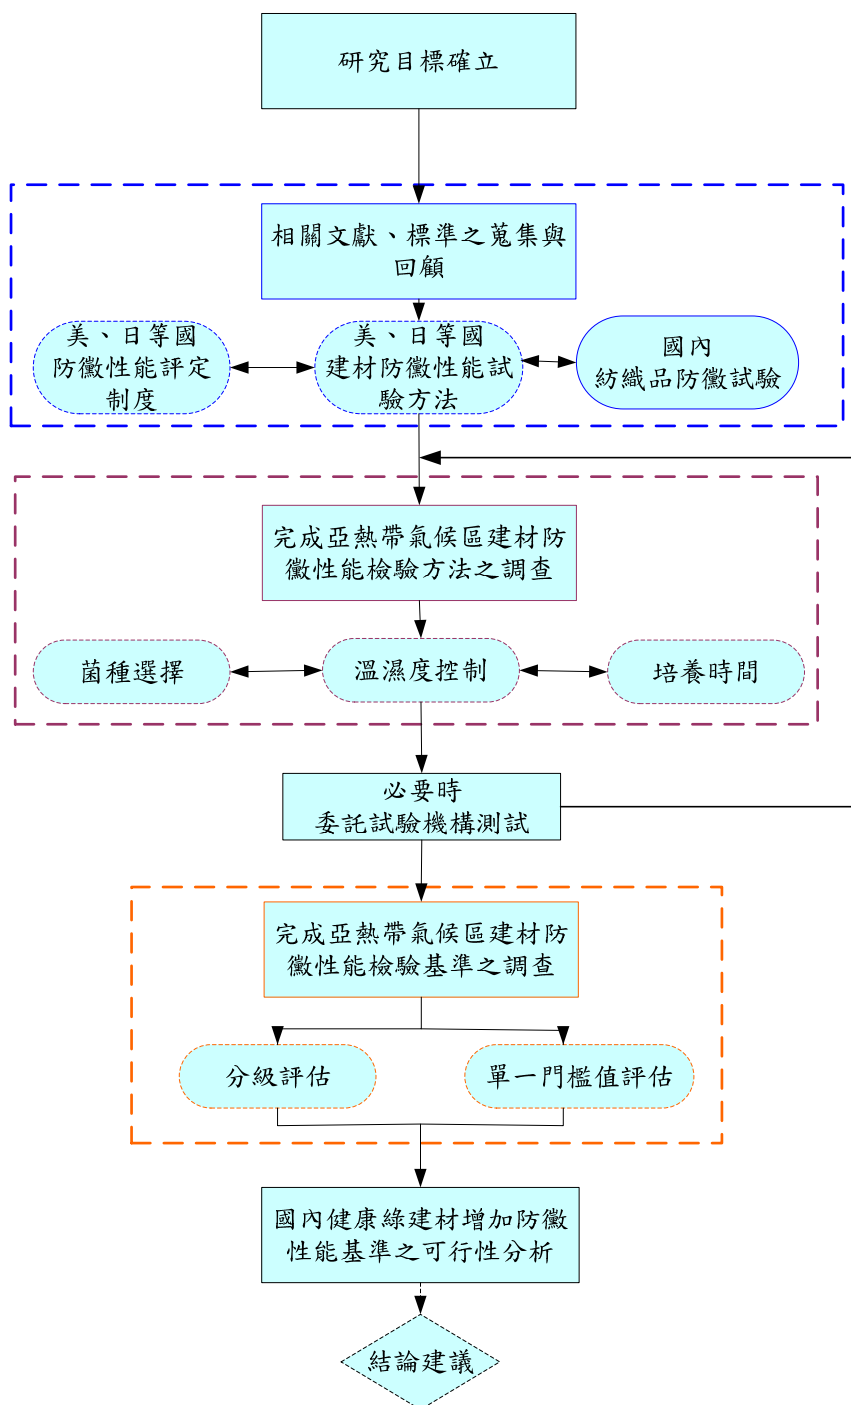 研究目標確立
相關文獻、標準之蒐集與
回顧
美、日等國
防黴性能評定
制度
美、日等國
建材防黴性能試
驗方法
國內
紡織品防黴試驗
完成亞熱帶氣候區建材防
黴性能檢驗方法之調查
菌種選擇
溫濕度控制
培養時間
必要時
委託試驗機構測試
完成亞熱帶氣候區建材防
黴性能檢驗基準之調查
分級評估
單一門檻值評估
國內健康綠建材增加防黴
性能基準之可行性分析
結論建議